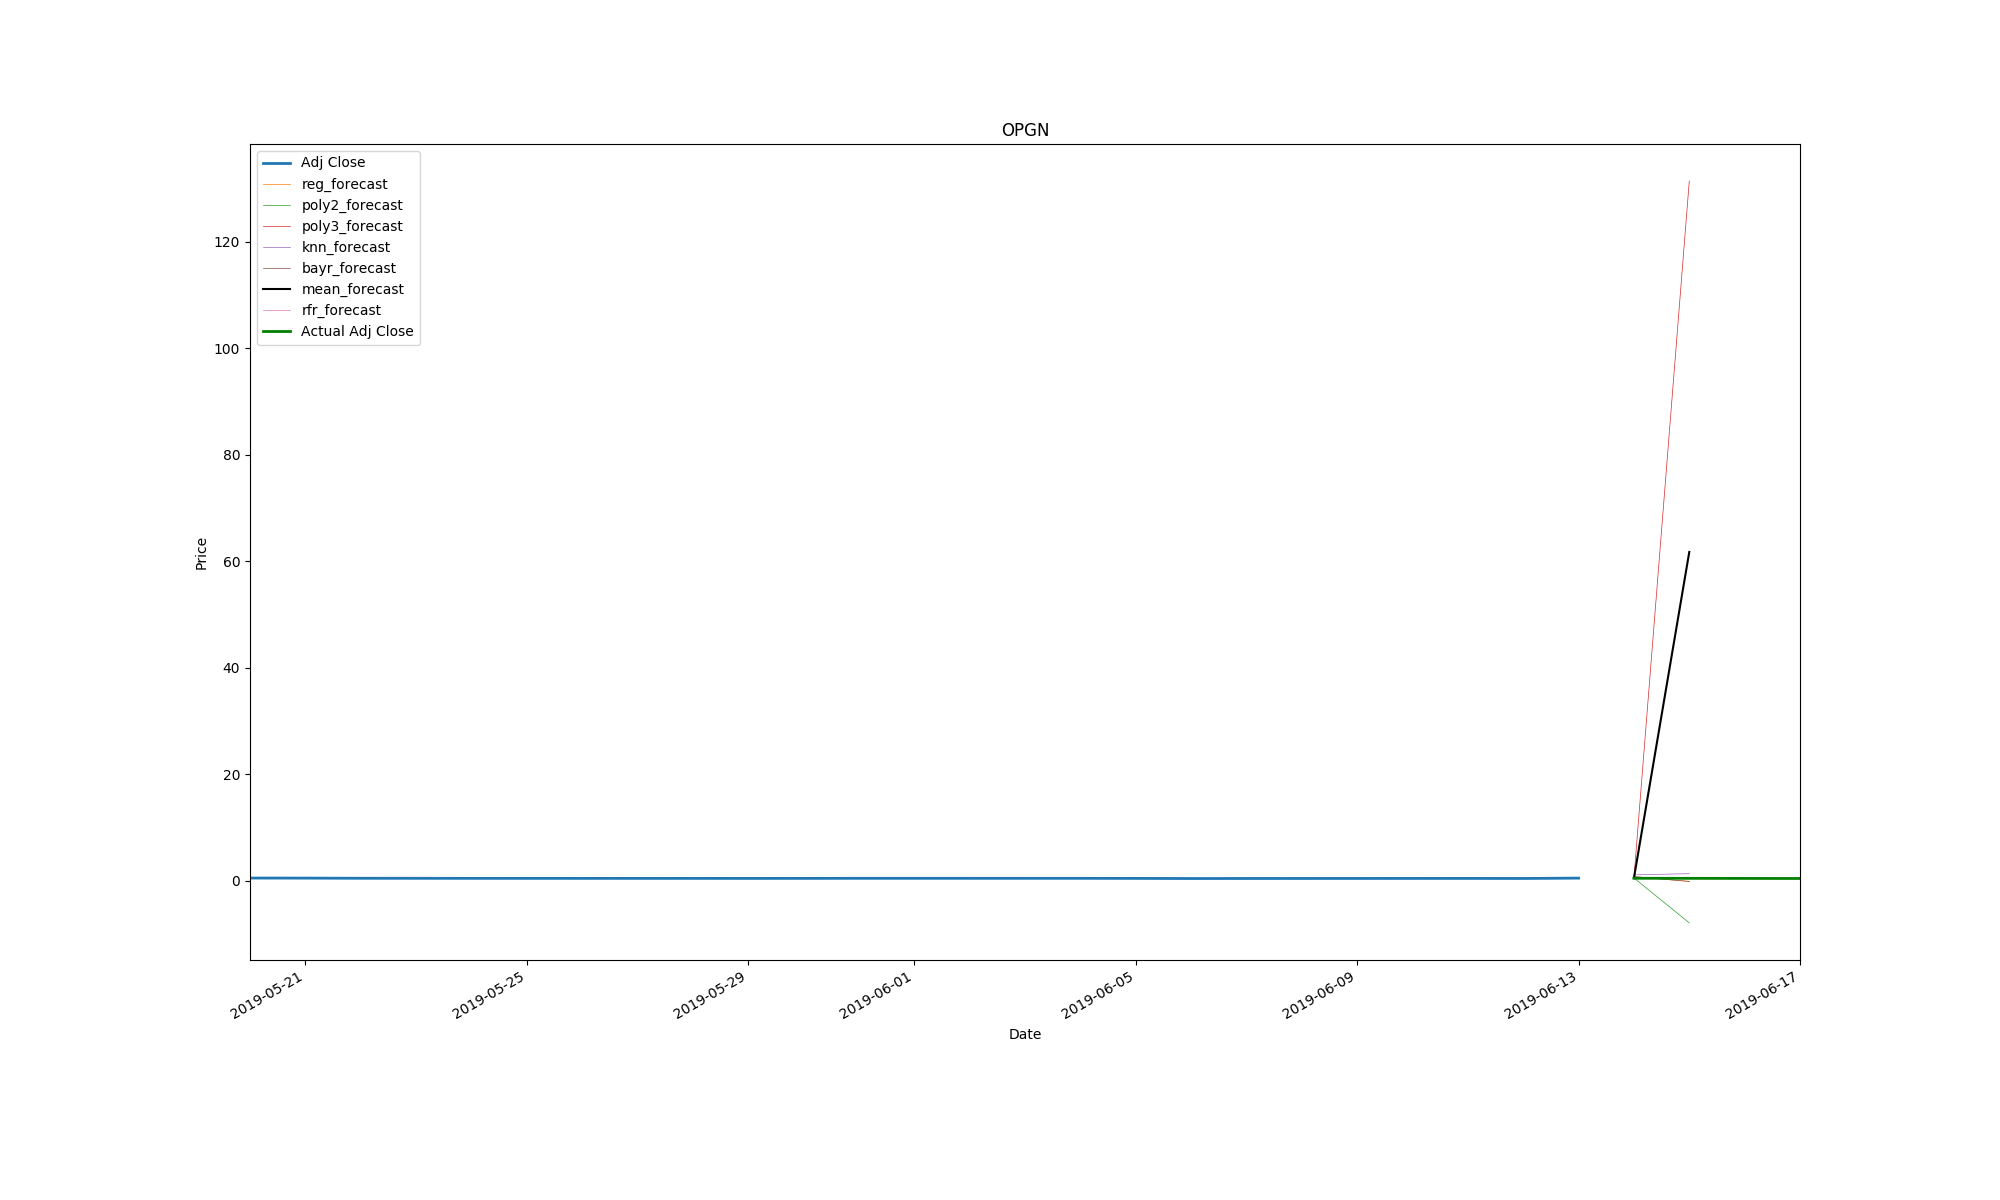 OPGN
Adj Close
reg_forecast
poly2_forecast
poly3_forecast
knn_forecast
bayr_forecast
mean_forecast
rfr_forecast
Actual Adj Close
120
100
80
60
40
20
0
Price
2019-05-21
2019-05-25
2019-05-29
2019-06-01
2019-06-05
2019-06-09
2019-06-13
2019-06-17
Date